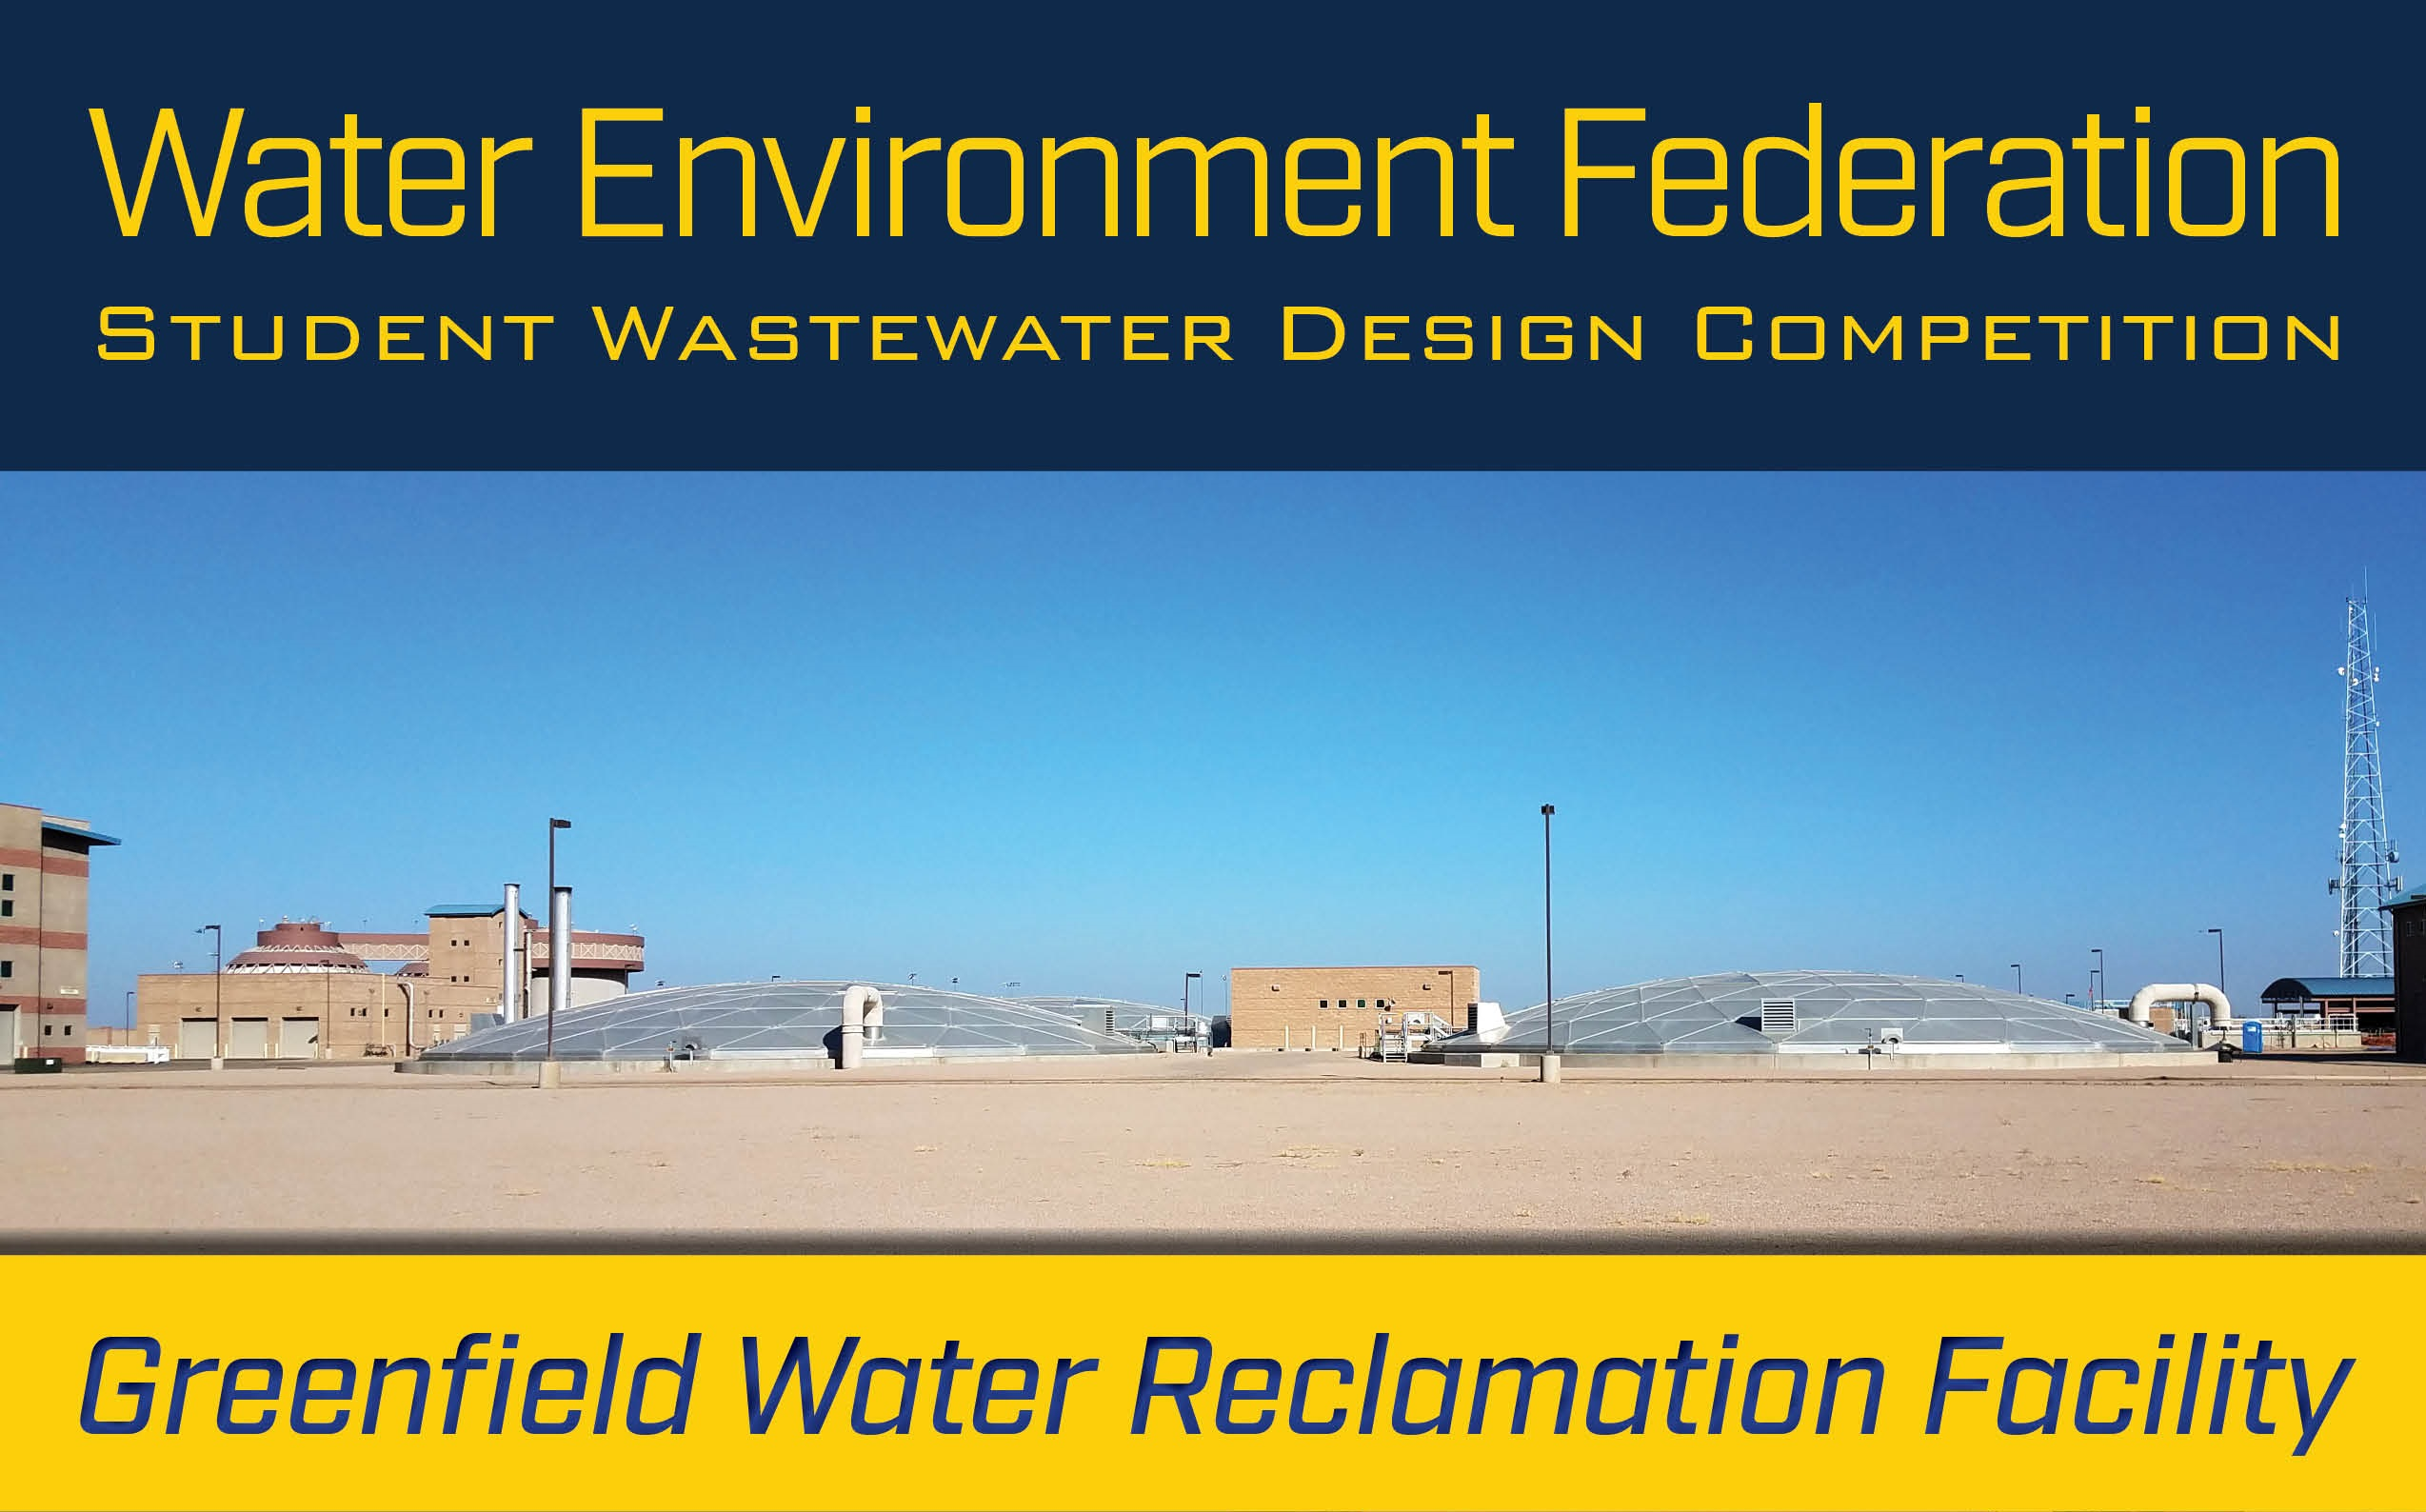 Water Environment Federation
Student Wastewater Design Competition
Greenfield Water Reclamation Facility